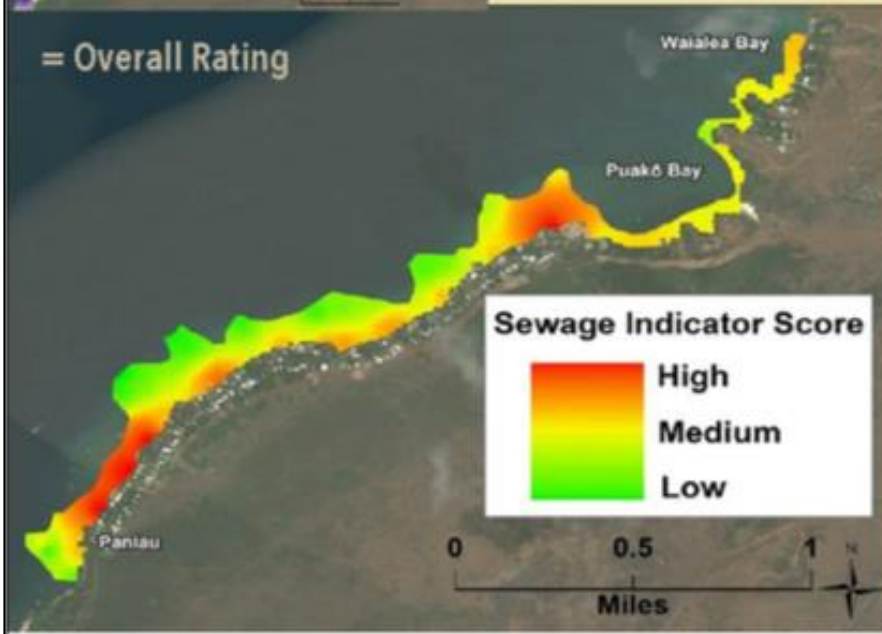 = Overall Rating
Waialea Bay
Puakō Bay
Sewage Indicator Score
High
Medium
Low
Paniau
0 0.5 1
Miles
N